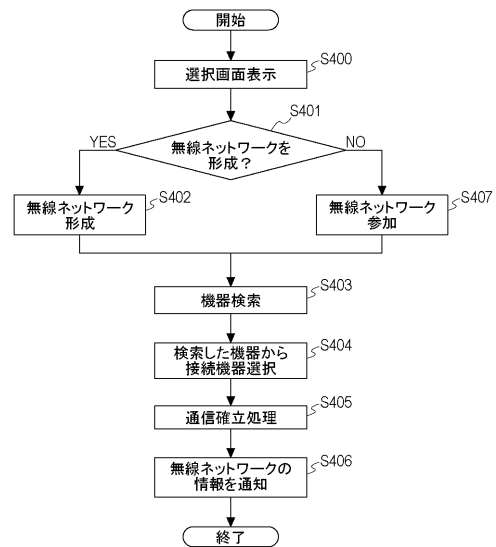 開始
S400
選択画面表示
S401
YES
無線ネットワークを
形成？
NO
S402
無線ネットワーク
形成
S407
無線ネットワーク
参加
S403
機器検索
S404
検索した機器から
接続機器選択
S405
通信確立処理
S406
無線ネットワークの
情報を通知
終了